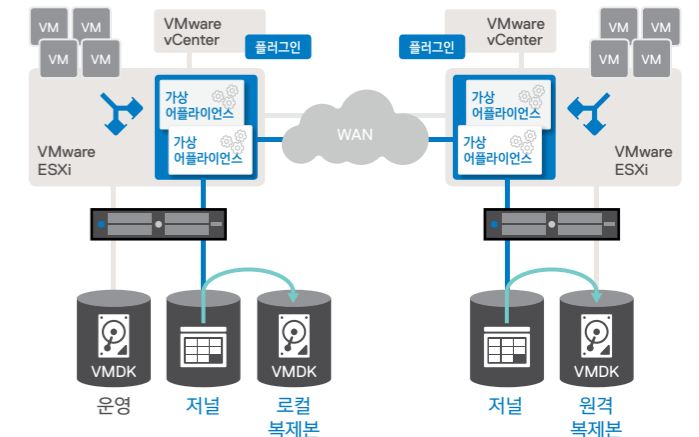 VM
VM
VM
VM
VMware
vCenter
플러그인
가상
어플라이언스
가상
어플라이언스
VMware
ESXi
WAN
플러그인
VMware
vCenter
VM
VM
VM
VM
가상
어플라이언스
가상
어플라이언스
VMware
ESXi
VMDK
운영
저널
VMDK
로컬
복제본
저널
VMDK
원격
복제본